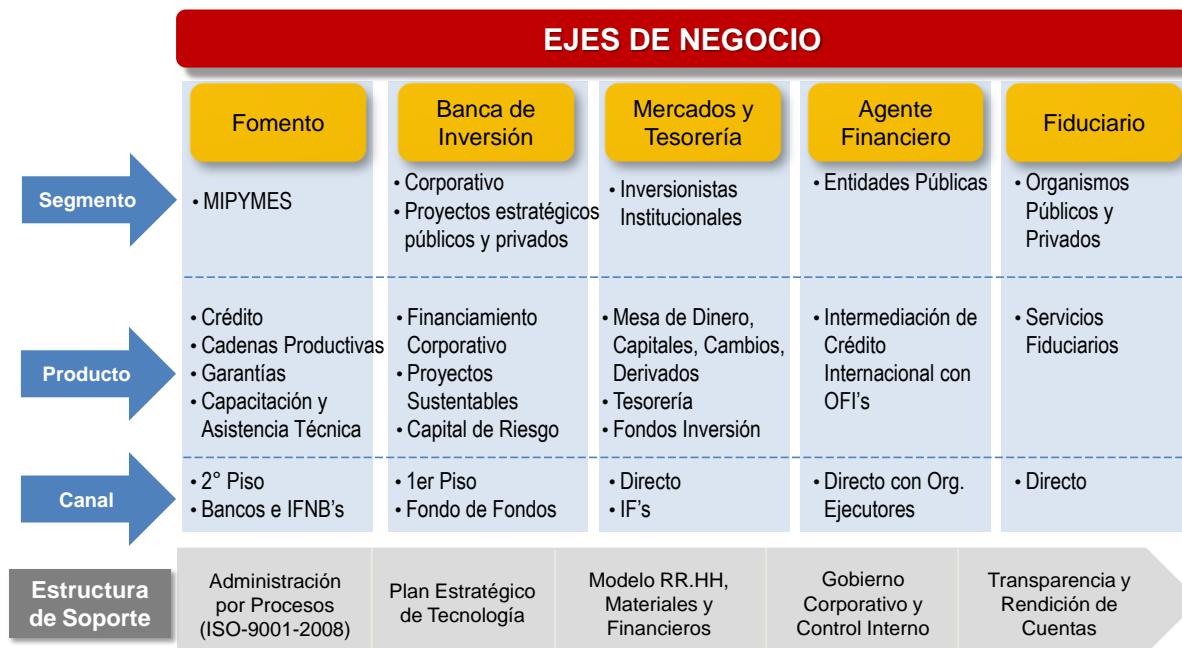 EJES DE NEGOCIO
Fomento
Banca de
Inversión
Mercados y
Tesorería
Agente
Financiero
Fiduciario
Segmento
• MIPYMES
• Corporativo
• Proyectos estratégicos
públicos y privados
• Inversionistas
Institucionales
• Entidades Públicas
• Organismos
Públicos y
Privados
Producto
• Crédito
• Cadenas Productivas
• Garantías
• Capacitación y
Asistencia Técnica
• Financiamiento
Corporativo
• Proyectos
Sustentables
• Capital de Riesgo
• Mesa de Dinero,
Capitales, Cambios,
Derivados
• Tesorería
• Fondos Inversión
• Intermediación de
Crédito
Internacional con
OFI's
• Servicios
Fiduciarios
Canal
• 2° Piso
• Bancos e IFNB's
• 1er Piso
• Fondo de Fondos
• Directo
• IF's
• Directo con Org.
Ejecutores
• Directo
Estructura
de Soporte
Administración
por Procesos
(ISO-9001-2008)
Plan Estratégico
de Tecnología
Modelo RR.HH,
Materiales y
Financieros
Gobierno
Corporativo y
Control Interno
Transparencia y
Rendición de
Cuentas